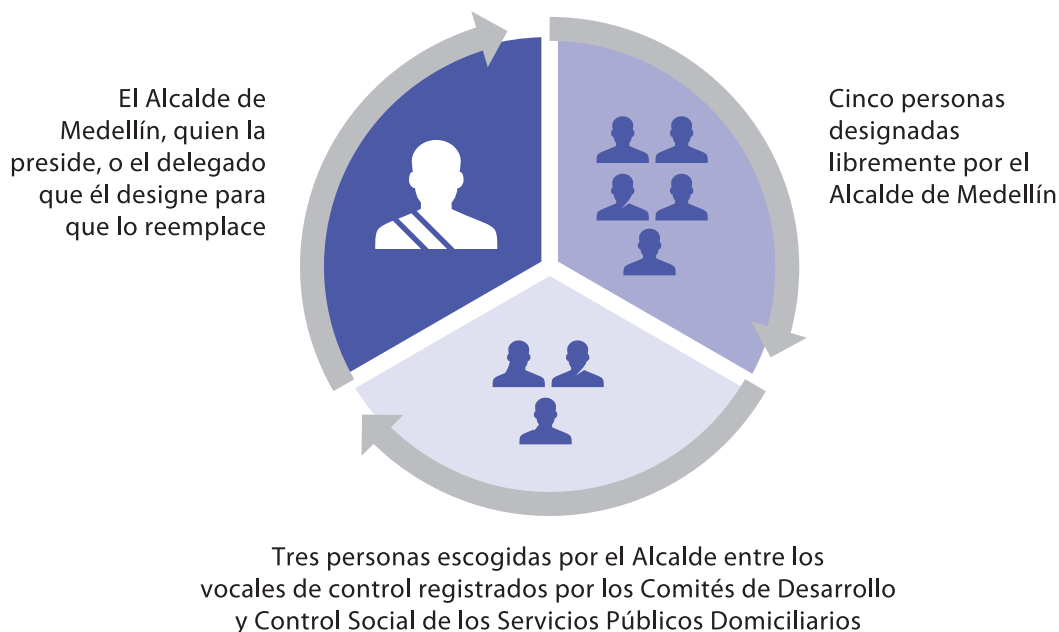 El Alcalde de
Medellín, quien la
preside, o el delegado
que él designe para
que lo reemplace
Cinco personas
designadas
libremente por el
Alcalde de Medellín
Tres personas escogidas por el Alcalde entre los
vocales de control registrados por los Comités de Desarrollo
y Control Social de los Servicios Públicos Domiciliarios